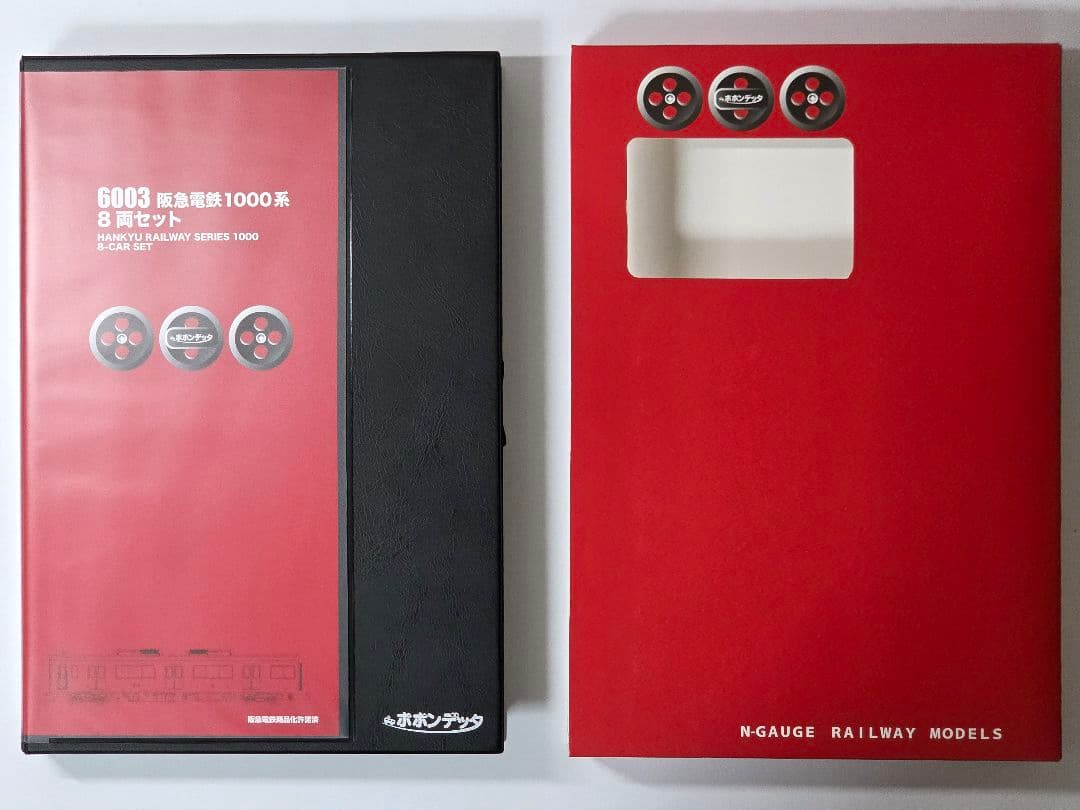 6003 阪急電鉄1000系
8両セット
HANKYU RAILWAY SERIES 1000
8-CAR SET
ポポンデッタ
阪急電鉄商品化許諾済
ポポンデッタ
ポポンデッタ
N-GAUGE RAILWAY MODELS